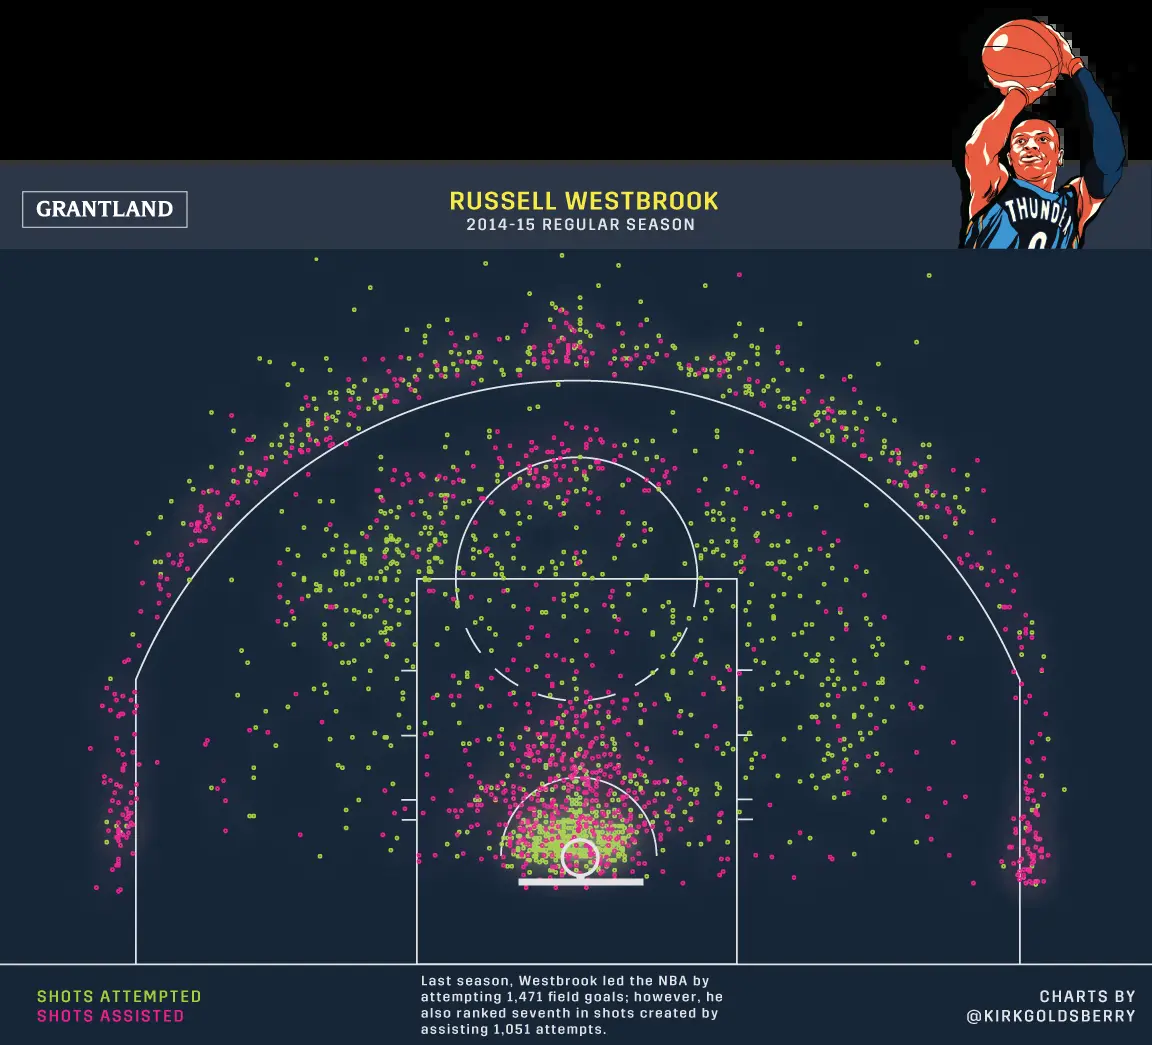 GRANTLAND
RUSSELL WESTBROOK
2014-15 REGULAR SEASON
THUNDE
0
SHOTS ATTEMPTED
SHOTS ASSISTED
Last season, Westbrook led the NBA by
attempting 1,471 field goals; however, he
also ranked seventh in shots created by
assisting 1,051 attempts.
CHARTS BY
@KIRKGOLDSBERRY